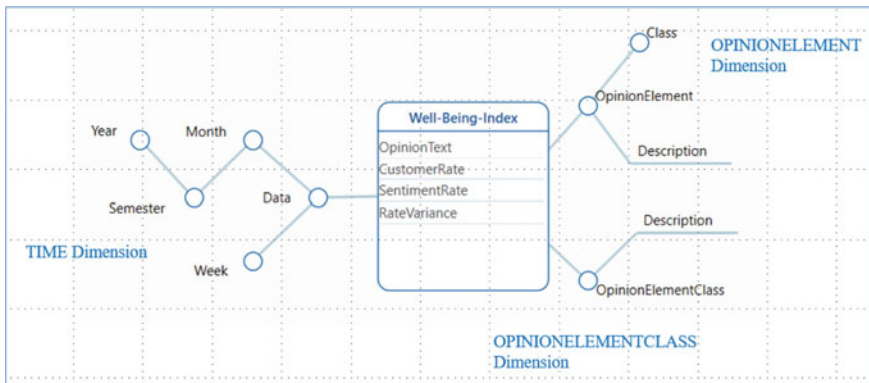 Class
OPINIONELEMENT
Dimension
OpinionElement
Well-Being-Index
Year
Month
OpinionText
Description
CustomerRate
SentimentRate
Semester
Data
RateVariance
Description
TIME Dimension
Week
OpinionElementClass
OPINIONELEMENTCLASS
Dimension